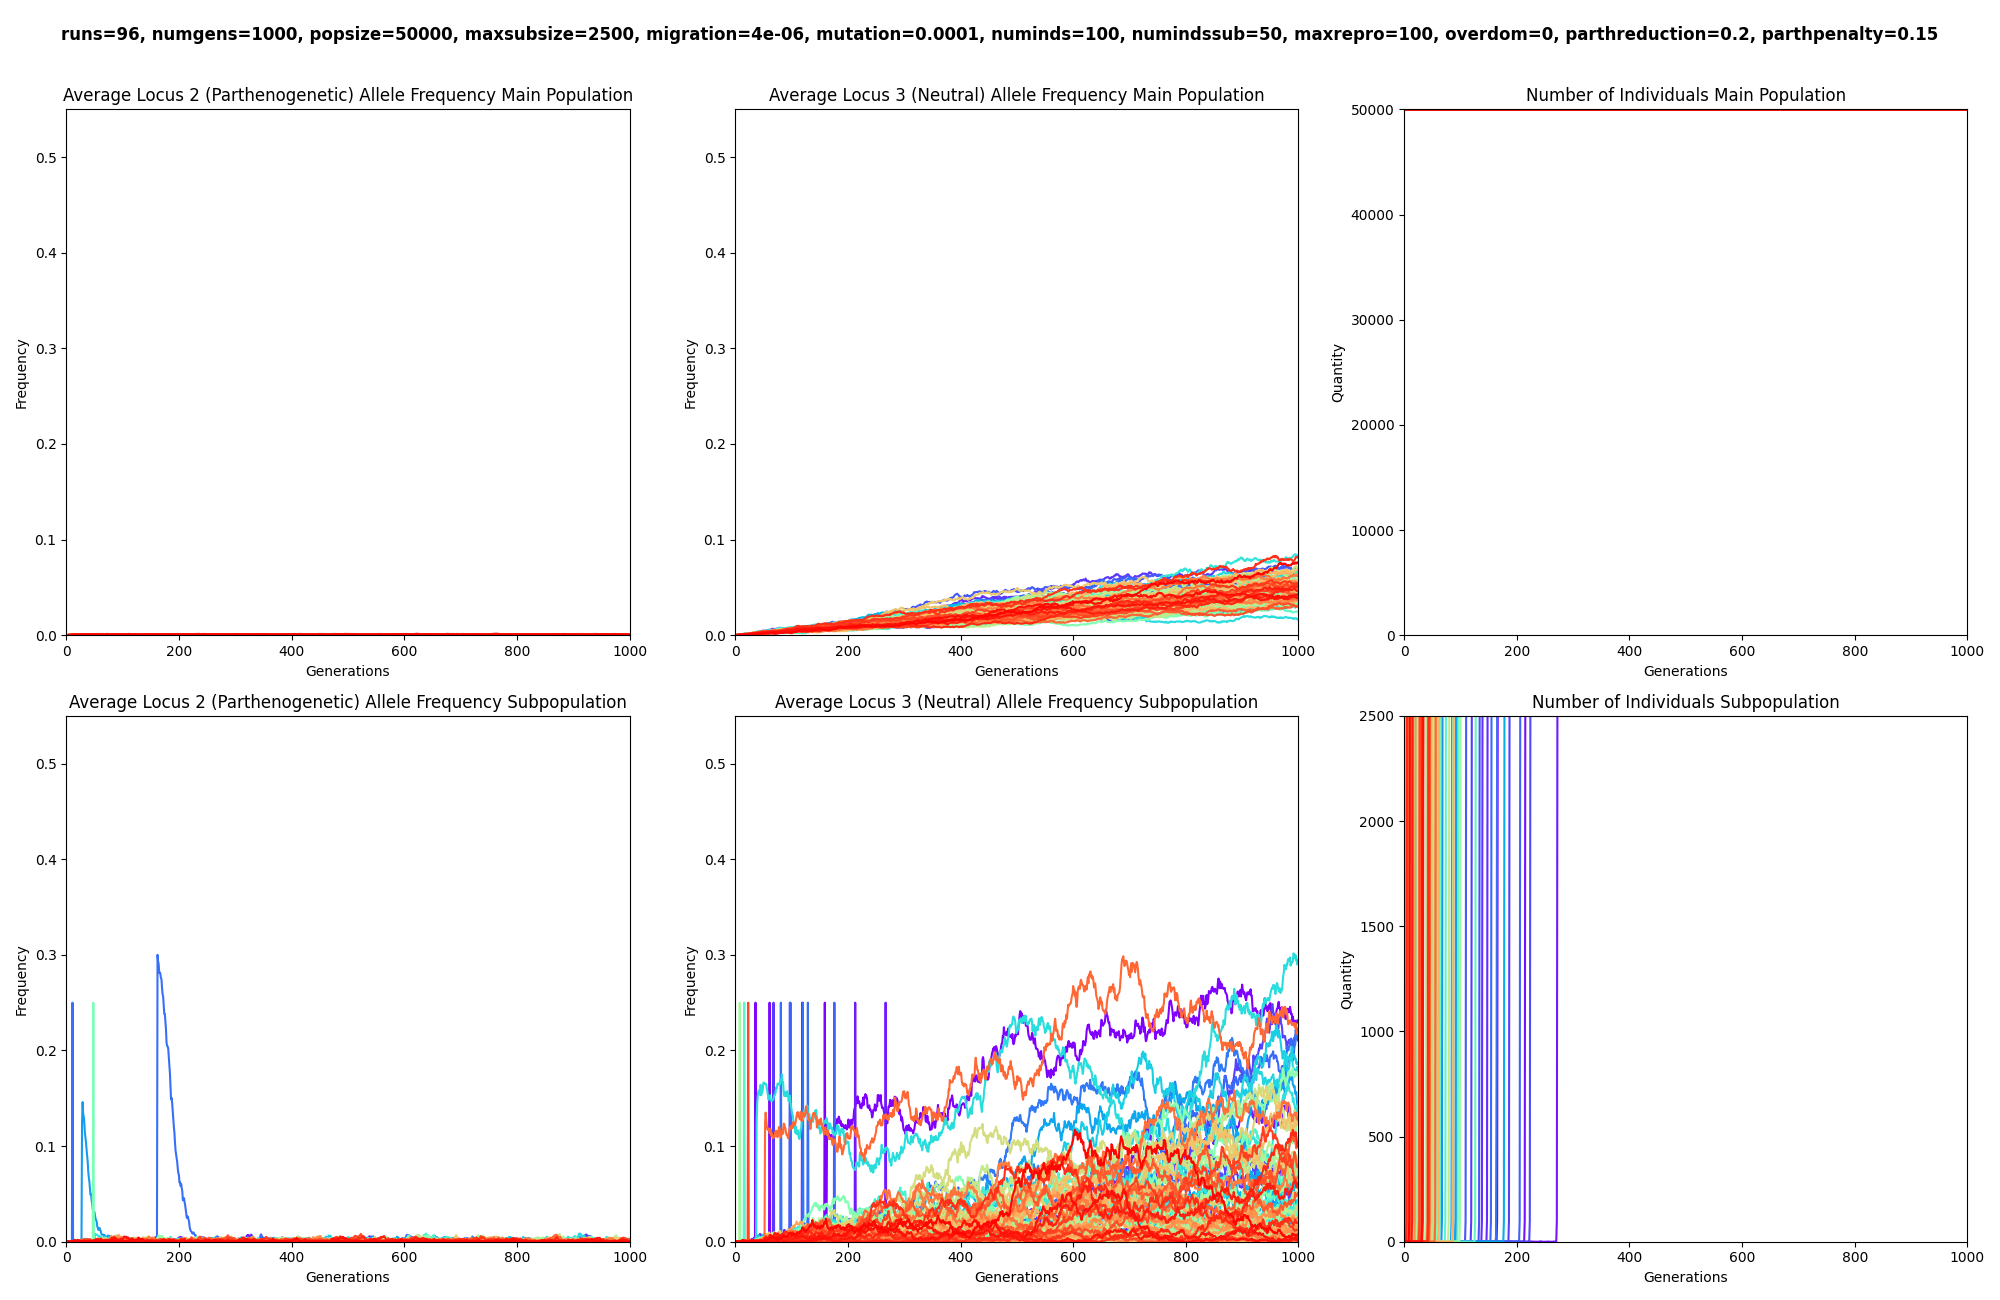 runs=96, numgens=1000, popsize=50000, maxsubsize=2500, migration=4e-06, mutation=0.0001, numinds=100, numindssub=50, maxrepro=100, overdom=0, parthreduction=0.2, parthpenalty=0.15
Average Locus 2 (Parthenogenetic) Allele Frequency Main Population
Frequency
0.5
0.4
0.3
0.2
0.1
0.0
0 200 400 600 800 1000
Generations
Average Locus 3 (Neutral) Allele Frequency Main Population
Frequency
0.5
0.4
0.3
0.2
0.1
0.0
0 200 400 600 800 1000
Generations
Number of Individuals Main Population
Quantity
50000
40000
30000
20000
10000
0
0 200 400 600 800 1000
Generations
Average Locus 2 (Parthenogenetic) Allele Frequency Subpopulation
Frequency
0.5
0.4
0.3
0.2
0.1
0.0
0 200 400 600 800 1000
Generations
Average Locus 3 (Neutral) Allele Frequency Subpopulation
Frequency
0.5
0.4
0.3
0.2
0.1
0.0
0 200 400 600 800 1000
Generations
Number of Individuals Subpopulation
Quantity
2500
2000
1500
1000
500
0
0 200 400 600 800 1000
Generations